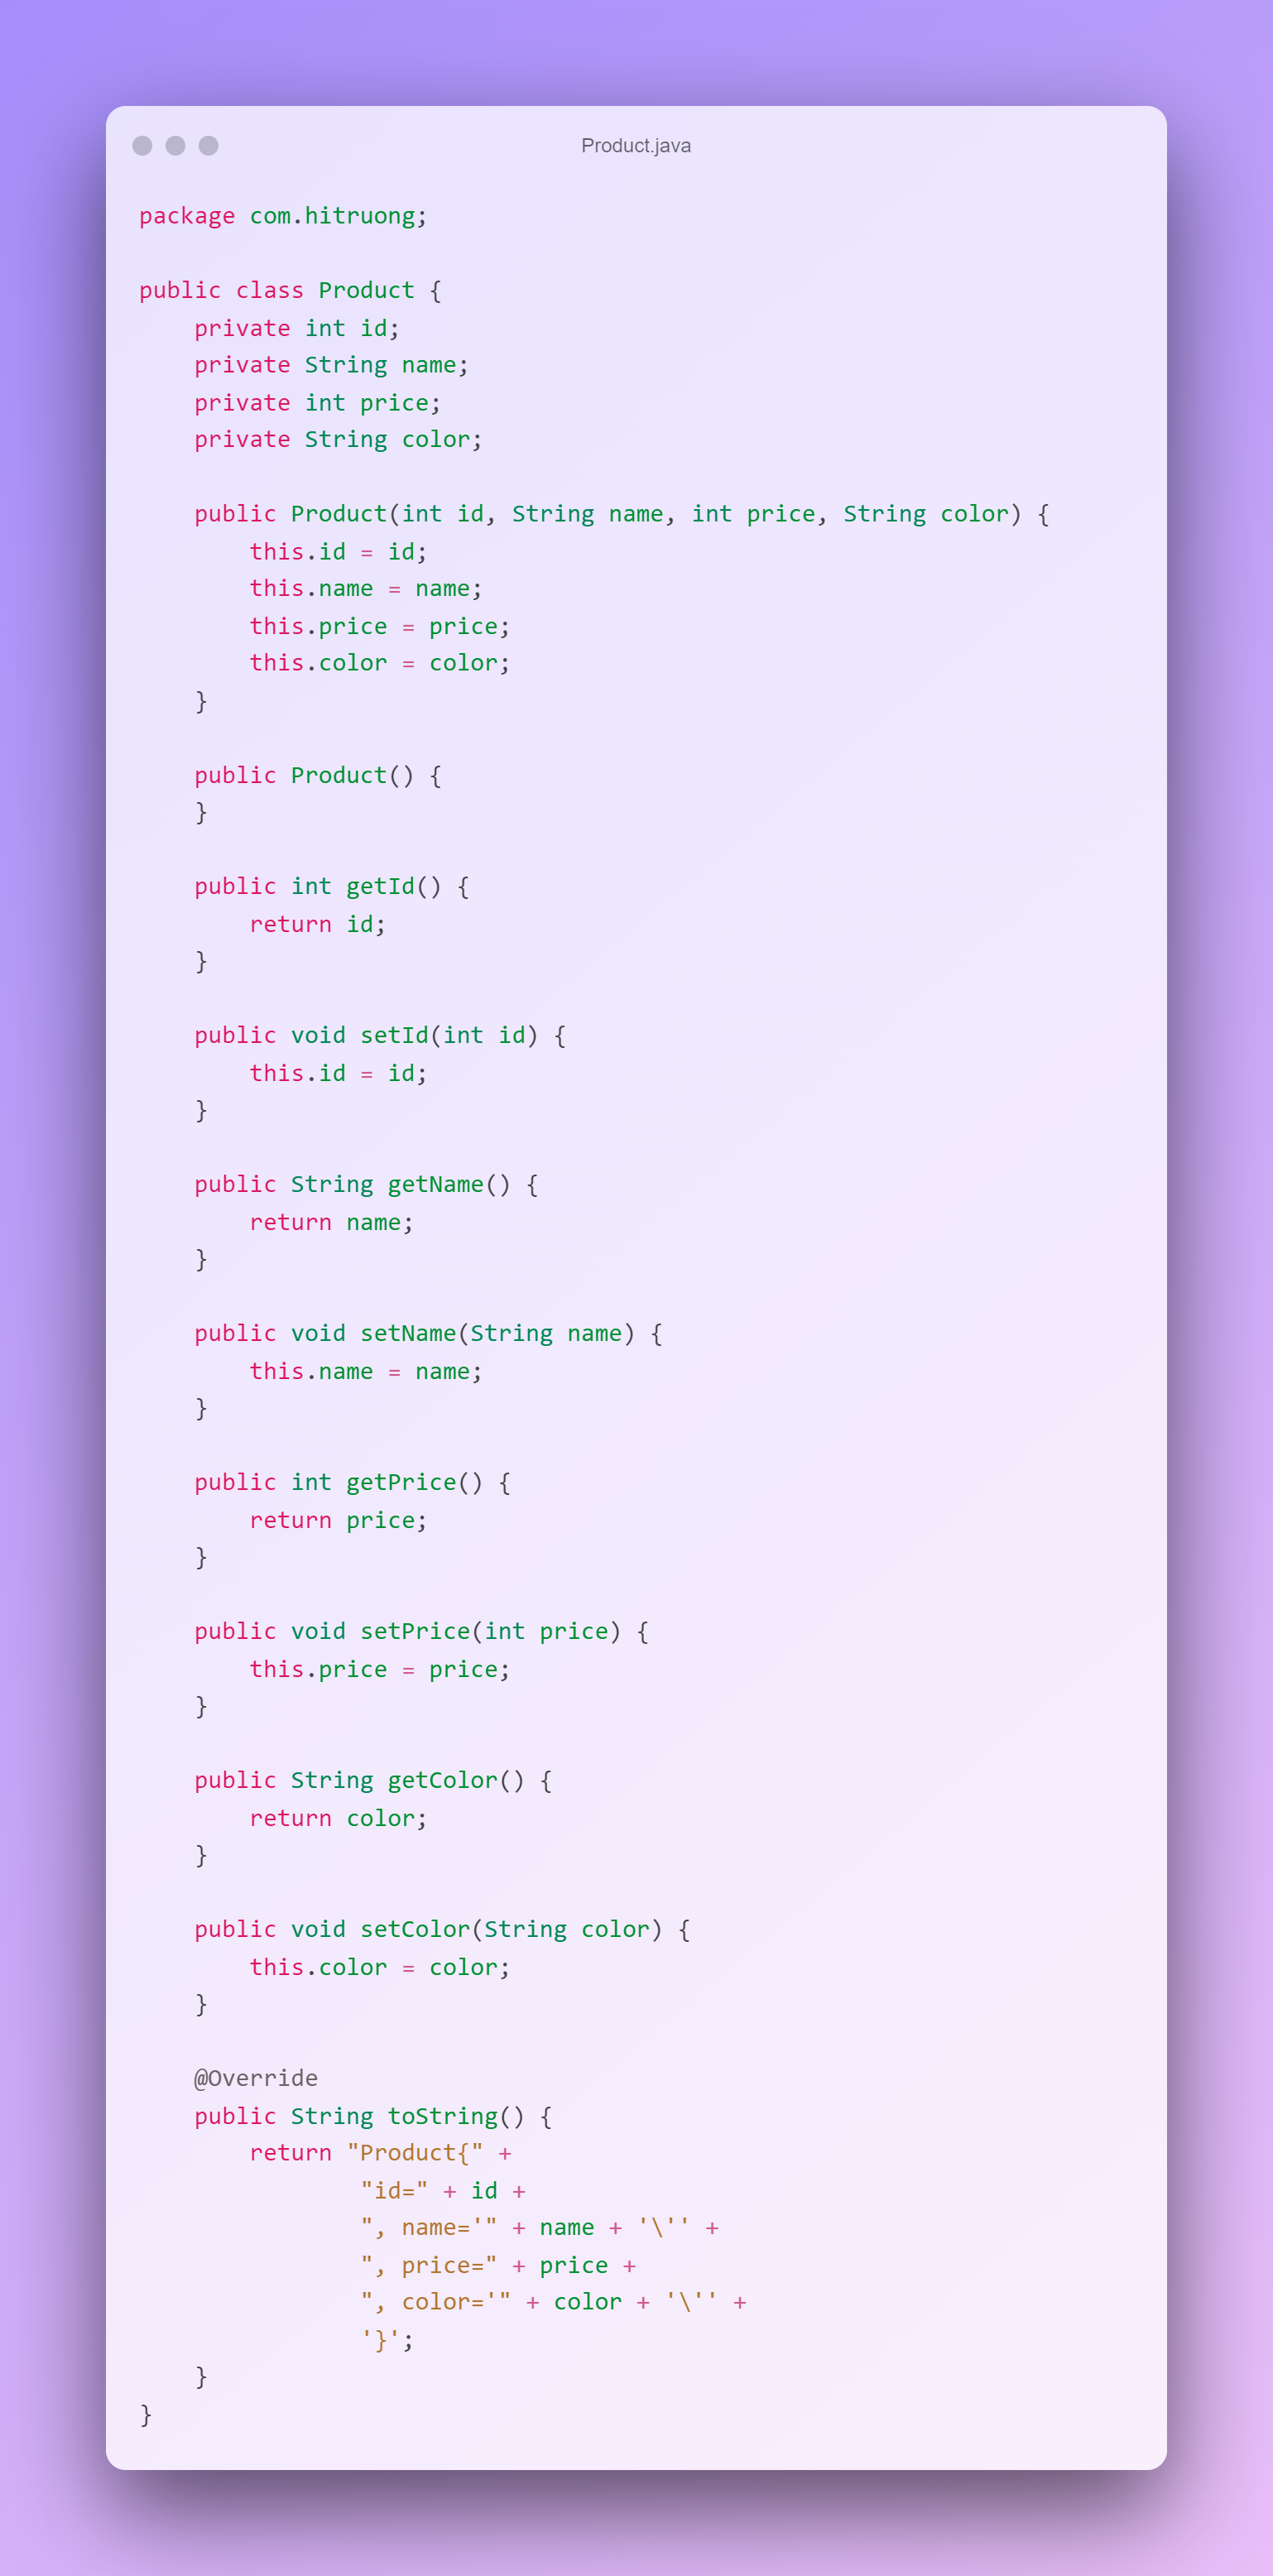 Product.java
package com.hitruong;
public class Product {
    private int id;
    private String name;
    private int price;
    private String color;
    public Product(int id, String name, int price, String color) {
        this.id = id;
        this.name = name;
        this.price = price;
        this.color = color;
    }
    public Product() {
    }
    public int getId() {
        return id;
    }
    public void setId(int id) {
        this.id = id;
    }
    public String getName() {
        return name;
    }
    public void setName(String name) {
        this.name = name;
    }
    public int getPrice() {
        return price;
    }
    public void setPrice(int price) {
        this.price = price;
    }
    public String getColor() {
        return color;
    }
    public void setColor(String color) {
        this.color = color;
    }
    @Override
    public String toString() {
        return "Product{" +
                "id=" + id +
                ", name='" + name + '\'' +
                ", price=" + price +
                ", color='" + color + '\'' +
                '}';
    }
}